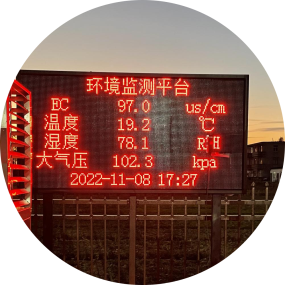 环境监测平台
EC 97.0 us/cm
温度 19.2 ℃
湿度 78.1 R/H
大气压 102.3 kpa
2022-11-08 17:27